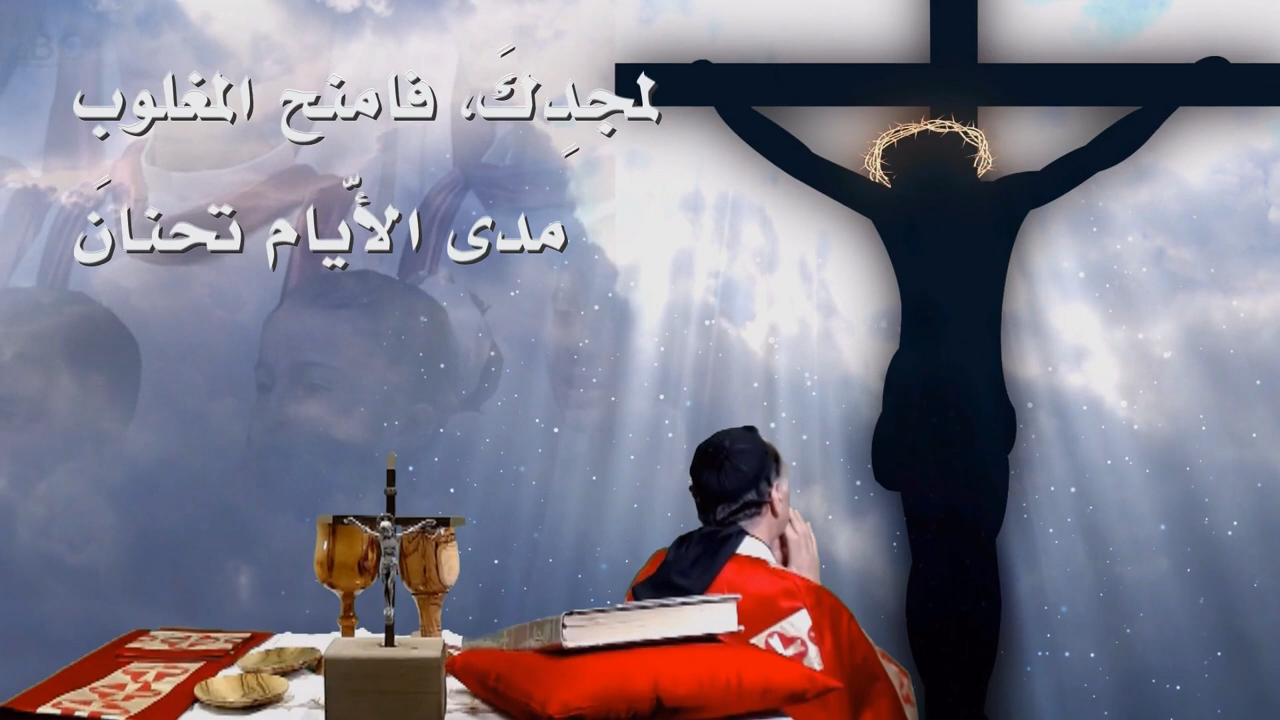 لمجدِكَ، فامنح المغلوب
مدى الأيّام تحنانَ